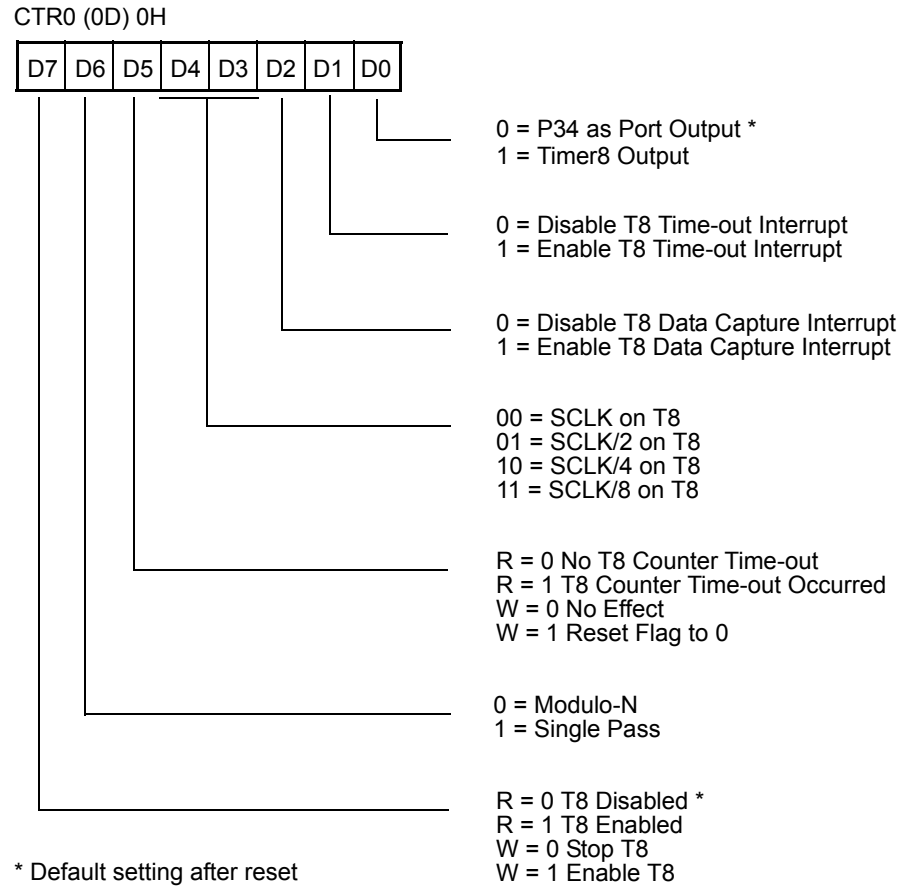 CTR0 (0D) 0H
D7 D6 D5 D4 D3 D2 D1 D0
0 = P34 as Port Output *
1 = Timer8 Output
0 = Disable T8 Time-out Interrupt
1 = Enable T8 Time-out Interrupt
0 = Disable T8 Data Capture Interrupt
1 = Enable T8 Data Capture Interrupt
00 = SCLK on T8
01 = SCLK/2 on T8
10 = SCLK/4 on T8
11 = SCLK/8 on T8
R = 0 No T8 Counter Time-out
R = 1 T8 Counter Time-out Occurred
W = 0 No Effect
W = 1 Reset Flag to 0
0 = Modulo-N
1 = Single Pass
R = 0 T8 Disabled *
R = 1 T8 Enabled
W = 0 Stop T8
W = 1 Enable T8
* Default setting after reset